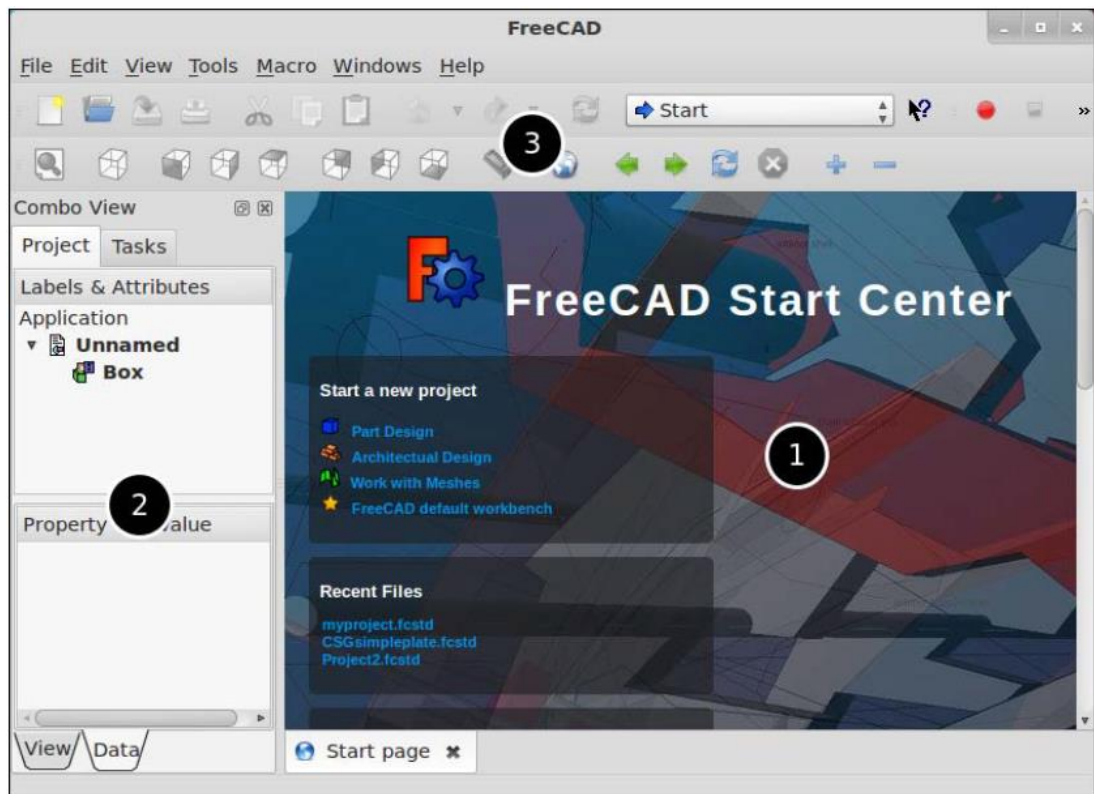 FreeCAD
File Edit View Tools Macro Windows Help
Start
3
Combo View
Project Tasks
Labels & Attributes
Application
Unnamed
Box
2
Property
View Data
FreeCAD Start Center
Start a new project
Part Design
Architectual Design
Work with Meshes
FreeCAD default workbench
1
Recent Files
myproject.fcstd
CSGsimpleplate.fcstd
Project2.fcstd
Start page